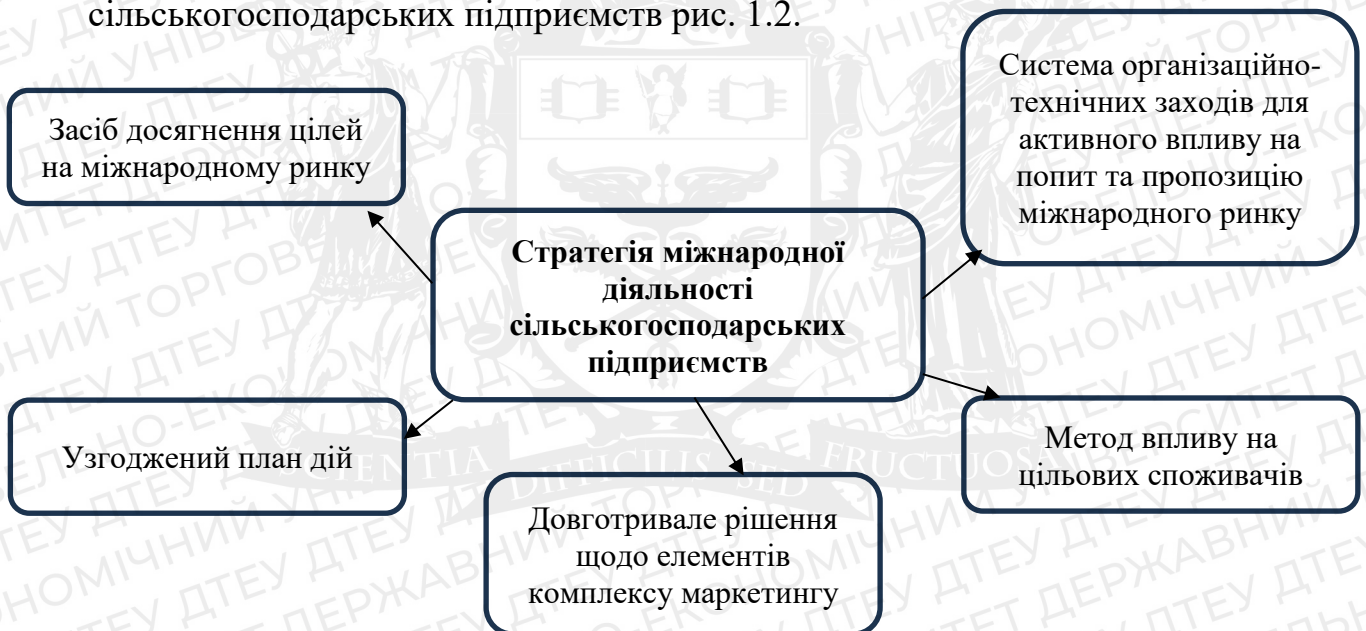 сільськогосподарських підприємств рис. 1.2.
Засіб досягнення цілей
на міжнародному ринку
Система організаційно-
технічних заходів для
активного впливу на
попит та пропозицію
міжнародного ринку
Стратегія міжнародної
діяльності
сільськогосподарських
підприємств
Узгоджений план дій
Метод впливу на
цільових споживачів
Довготривале рішення
щодо елементів
комплексу маркетингу